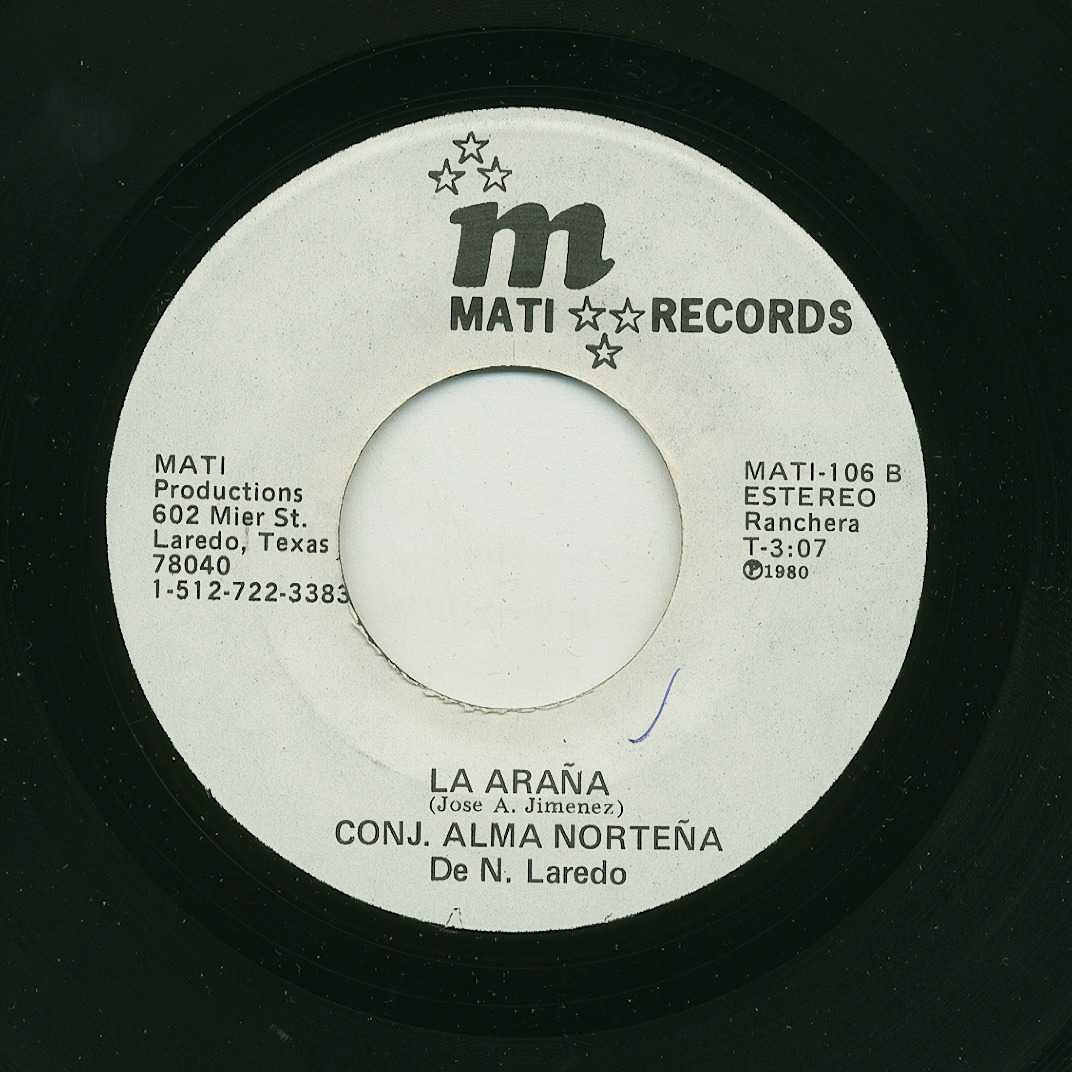 m
MATI ☆☆ RECORDS
MATI
Productions
602 Mier St.
Laredo, Texas
78040
1-512-722-3383
MATI-106 B
ESTEREO
Ranchera
T-3:07
℗1980
LA ARAÑA
(Jose A. Jimenez)
CONJ. ALMA NORTEÑA
De N. Laredo